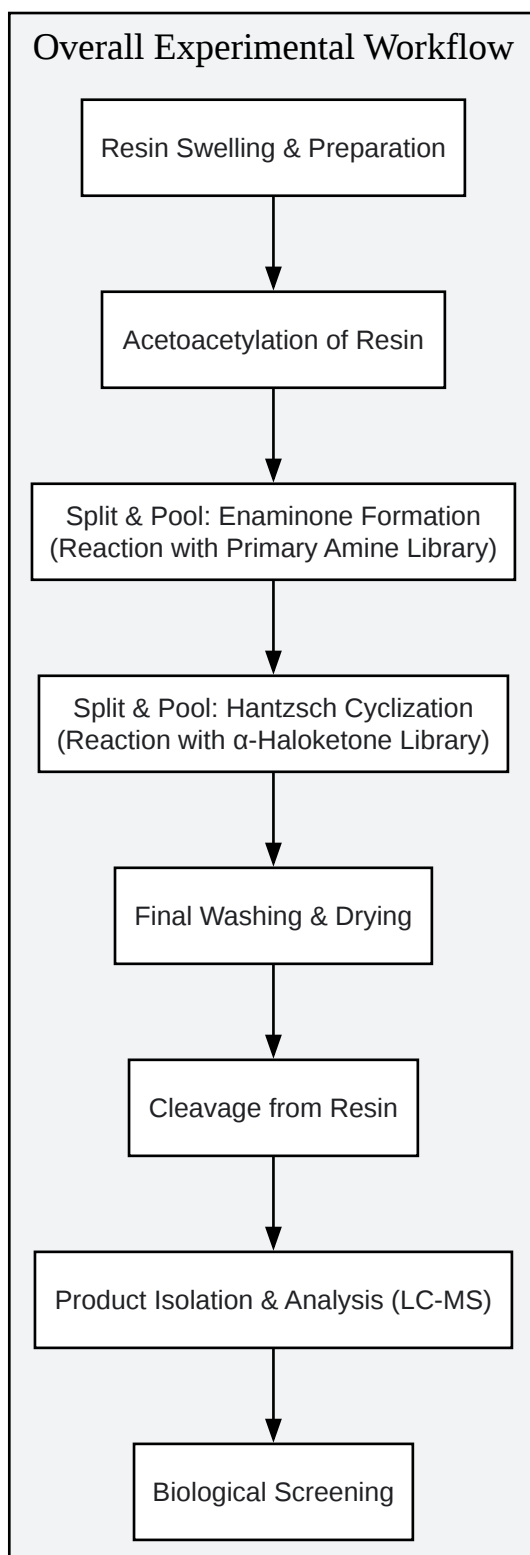 Overall Experimental Workflow
Resin Swelling & Preparation
Acetoacetylation of Resin
Split & Pool: Enaminone Formation
(Reaction with Primary Amine Library)
Split & Pool: Hantzsch Cyclization
(Reaction with α-Haloketone Library)
Final Washing & Drying
Cleavage from Resin
Product Isolation & Analysis (LC-MS)
Biological Screening